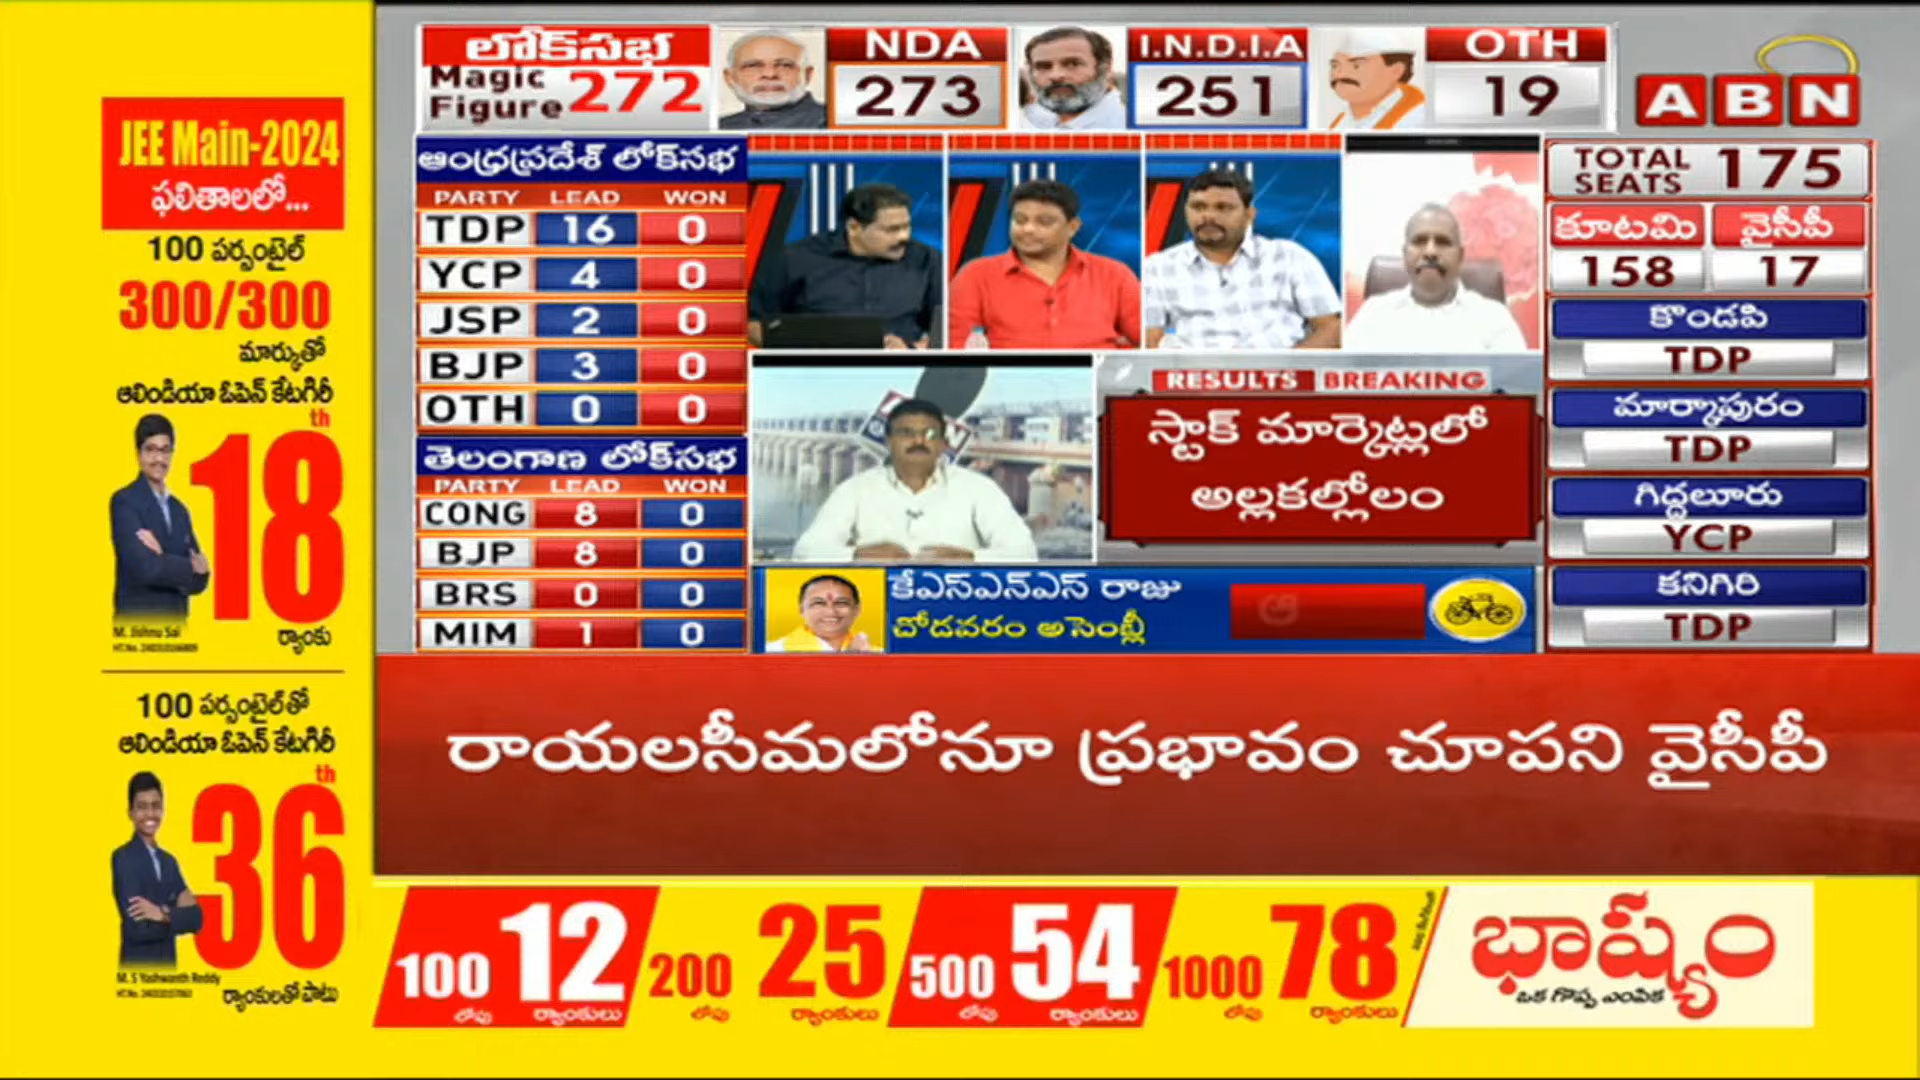 లోక్‌సభ
Magic
Figure 272
NDA
273
I.N.D.I.A
251
OTH
19
ABN
JEE Main-2024
ఫలితాలలో...
100 పర్సంటైల్
300/300
మార్కుతో
ఆలిండియా ఓపెన్ కేటగిరీ
18th
ర్యాంకు
M. Jishnu Sai
100 పర్సంటైల్‌తో
ఆలిండియా ఓపెన్ కేటగిరీ
36th
M. S Yashwanth Reddy
ర్యాంకులతో పాటు
ఆంధ్రప్రదేశ్ లోక్‌సభ
PARTY LEAD WON
TDP 16 0
YCP 4 0
JSP 2 0
BJP 3 0
OTH 0 0
తెలంగాణ లోక్‌సభ
PARTY LEAD WON
CONG 8 0
BJP 8 0
BRS 0 0
MIM 1 0
RESULTS BREAKING
స్టాక్ మార్కెట్లలో
అల్లకల్లోలం
కేఎస్ఎన్ఎస్ రాజు
చోడవరం అసెంబ్లీ
ఆ
TOTAL
SEATS 175
కూటమి వైసీపీ
158 17
కొండపి
TDP
మార్కాపురం
TDP
గిద్దలూరు
YCP
కనిగిరి
TDP
రాయలసీమలోనూ ప్రభావం చూపని వైసీపీ
100 లోపు 12 ర్యాంకులు
200 లోపు 25 ర్యాంకులు
500 లోపు 54 ర్యాంకులు
1000 లోపు 78 ర్యాంకులు
భాష్యం
ఒక గొప్ప ఎంపిక